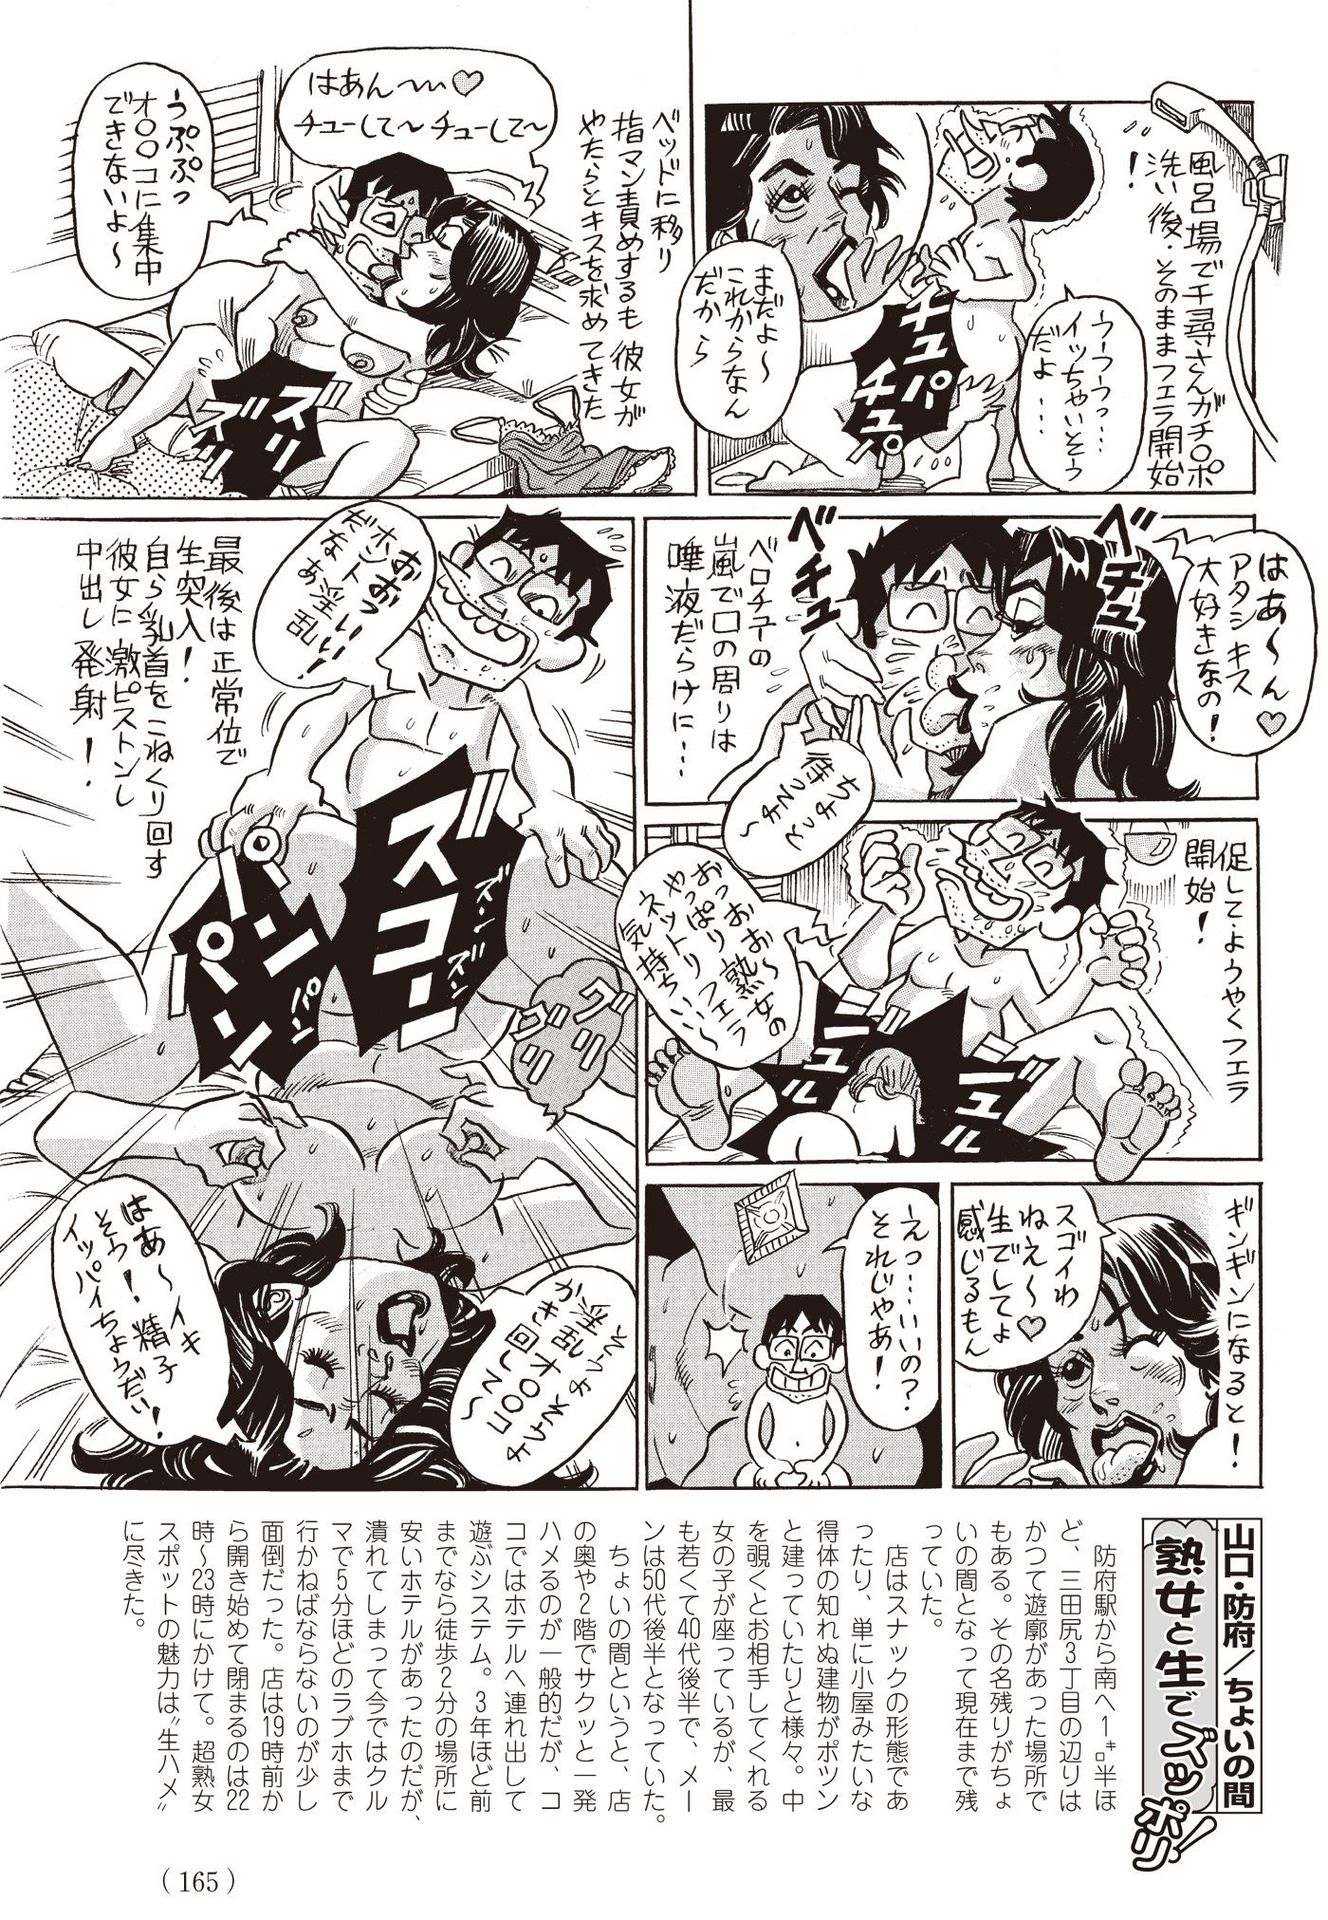 風呂場で千尋さんがチ○ポ
洗い後、そのままフェラ開始
！
うーフうっ…
イッちゃいそう
だよ…
まだよ〜
これからなん
だから
チュパ
チュパ
ベッドに移り
指マン責めするも彼女が
やたらとキスを求めてきた
はあん〜〜♡
チューして〜チューして〜
うぷぷっ
オ○○コに集中
できないよ〜
ズリ
ズリ
はあ〜ん♡
アタシキス
大好きなの！
ベチュ
ベチュ
ベロチューの
嵐で口の周りは
唾液だらけに…
ちょっと
待ってよ
〜
促してようやくフェラ
開始！
おっおお〜
やっぱり熟女の
ネットリフェラ
気持ちいい〜
ニュル
ニュル
ニュル
ギンギンになると！
スゴイわ
ねえ〜♡
生でしてよ
感じるもん
えっ…いいの？
それじゃあ！
最後は正常位で
生突入！
自ら乳首をこねくり回す
彼女に激ピストンし
中出し発射！
おおっいい！
ホント淫乱
だなあ
ズコ！
ズン！
ズン
パン
パン
パン
グリ
グリ
はあ〜イキ
そう！精子
イッパイちょうだい！
かき回して〜
山口・防府／ちょいの間
熟女と生でズッポリ！
防府駅から南へ1㌔半ほ
ど、三田尻3丁目の辺りは
かつて遊廓があった場所で
もある。その名残りがちょ
いの間となって現在まで残
っていた。
店はスナックの形態であ
ったり、単に小屋みたいな
得体の知れぬ建物がポツン
と建っていたりと様々。中
を覗くとお相手してくれる
女の子が座っているが、最
も若くて40代後半で、メー
ンは50代後半となっていた。
ちょいの間というと、店
の奥や2階でサクッと一発
ハメるのが一般的だが、コ
コではホテルへ連れ出して
遊ぶシステム。3年ほど前
までなら徒歩2分の場所に
安いホテルがあったのだが、
潰れてしまって今ではクル
マで5分ほどのラブホまで
行かねばならないのが少し
面倒だった。店は19時前か
ら開き始めて閉まるのは22
時〜23時にかけて。超熟女
スポットの魅力は〝生ハメ〟
に尽きた。
（165）